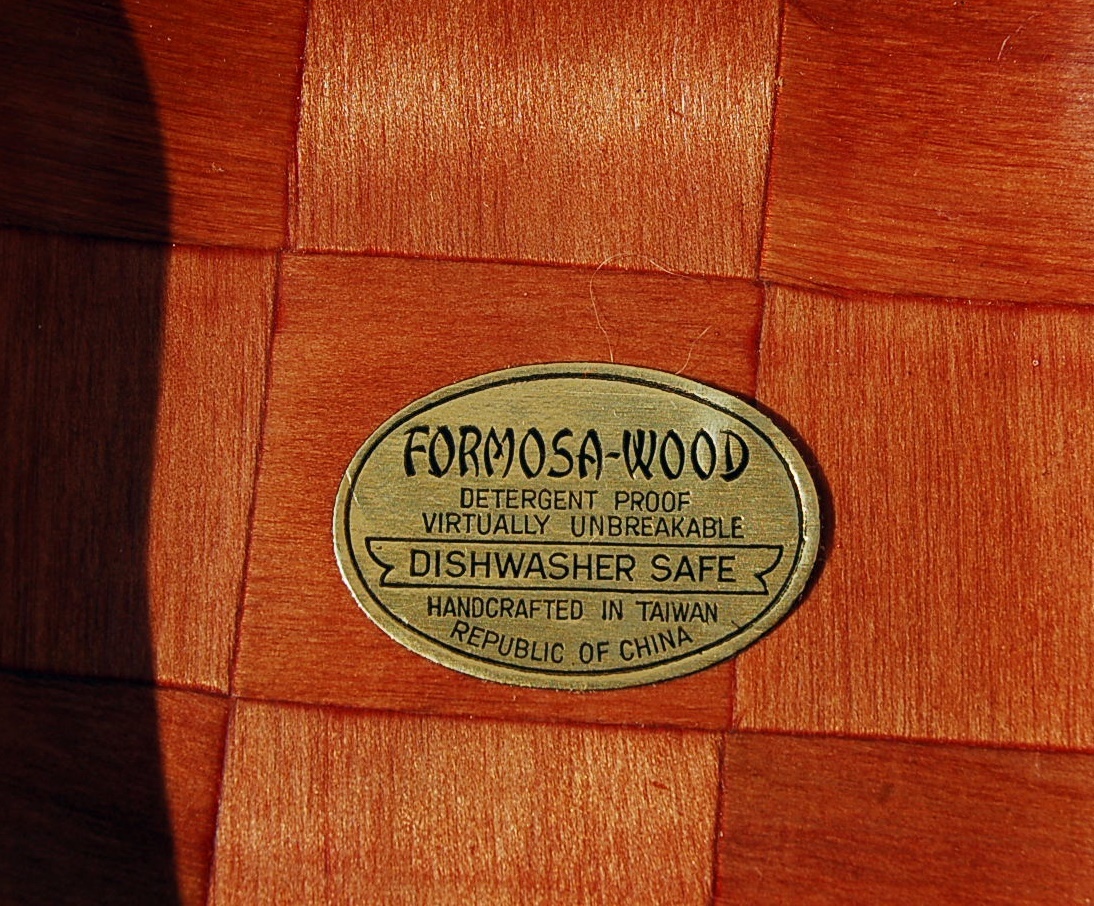 FORMOSA-WOOD
DETERGENT PROOF
VIRTUALLY UNBREAKABLE
DISHWASHER SAFE
HANDCRAFTED IN TAIWAN
REPUBLIC OF CHINA